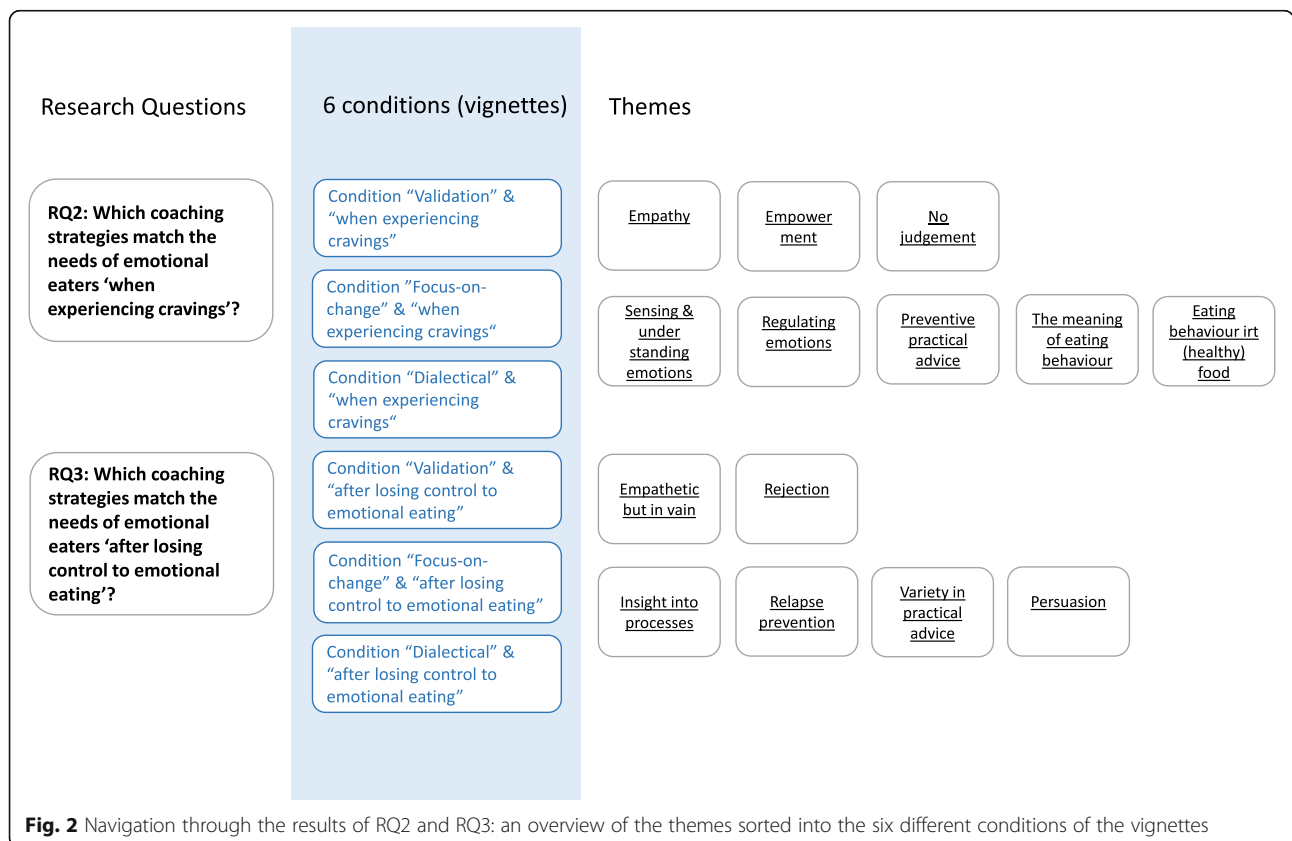 Research Questions
6 conditions (vignettes)
Themes
RQ2: Which coaching
strategies match the
needs of emotional
eaters ‘when
experiencing cravings’?
Condition “Validation” &
“when experiencing
cravings”
Empathy
Empower
ment
No
judgement
Condition ”Focus-on-
change” & “when
experiencing cravings“
Sensing &
under
standing
emotions
Regulating
emotions
Preventive
practical
advice
The meaning
of eating
behaviour
Eating
behaviour irt
(healthy)
food
Condition “Dialectical” &
“when experiencing
cravings“
RQ3: Which coaching
strategies match the
needs of emotional
eaters ‘after losing
control to emotional
eating’?
Condition “Validation” &
“after losing control to
emotional eating”
Empathetic
but in vain
Rejection
Condition “Focus-on-
change” & “after losing
control to emotional eating”
Insight into
processes
Relapse
prevention
Variety in
practical
advice
Persuasion
Condition “Dialectical” &
“after losing control to
emotional eating”
Fig. 2 Navigation through the results of RQ2 and RQ3: an overview of the themes sorted into the six different conditions of the vignettes